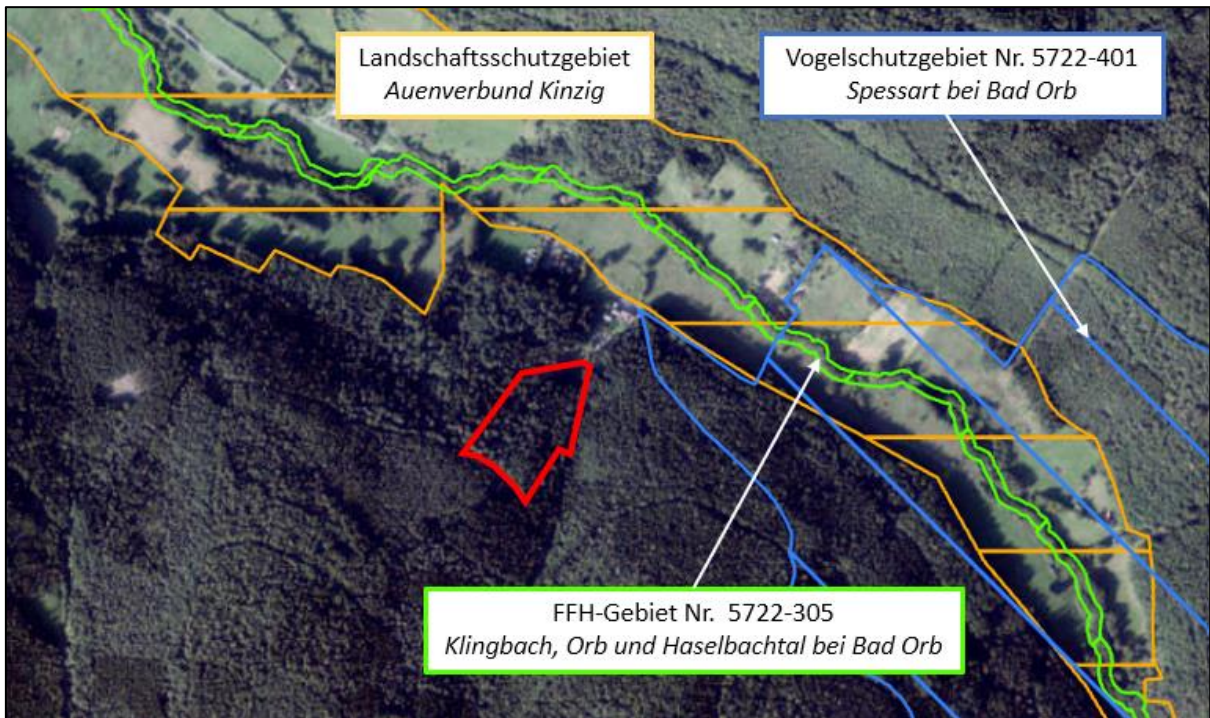 Landschaftsschutzgebiet
Auenverbund Kinzig
Vogelschutzgebiet Nr. 5722-401
Spessart bei Bad Orb
FFH-Gebiet Nr. 5722-305
Klingbach, Orb und Haselbachtal bei Bad Orb